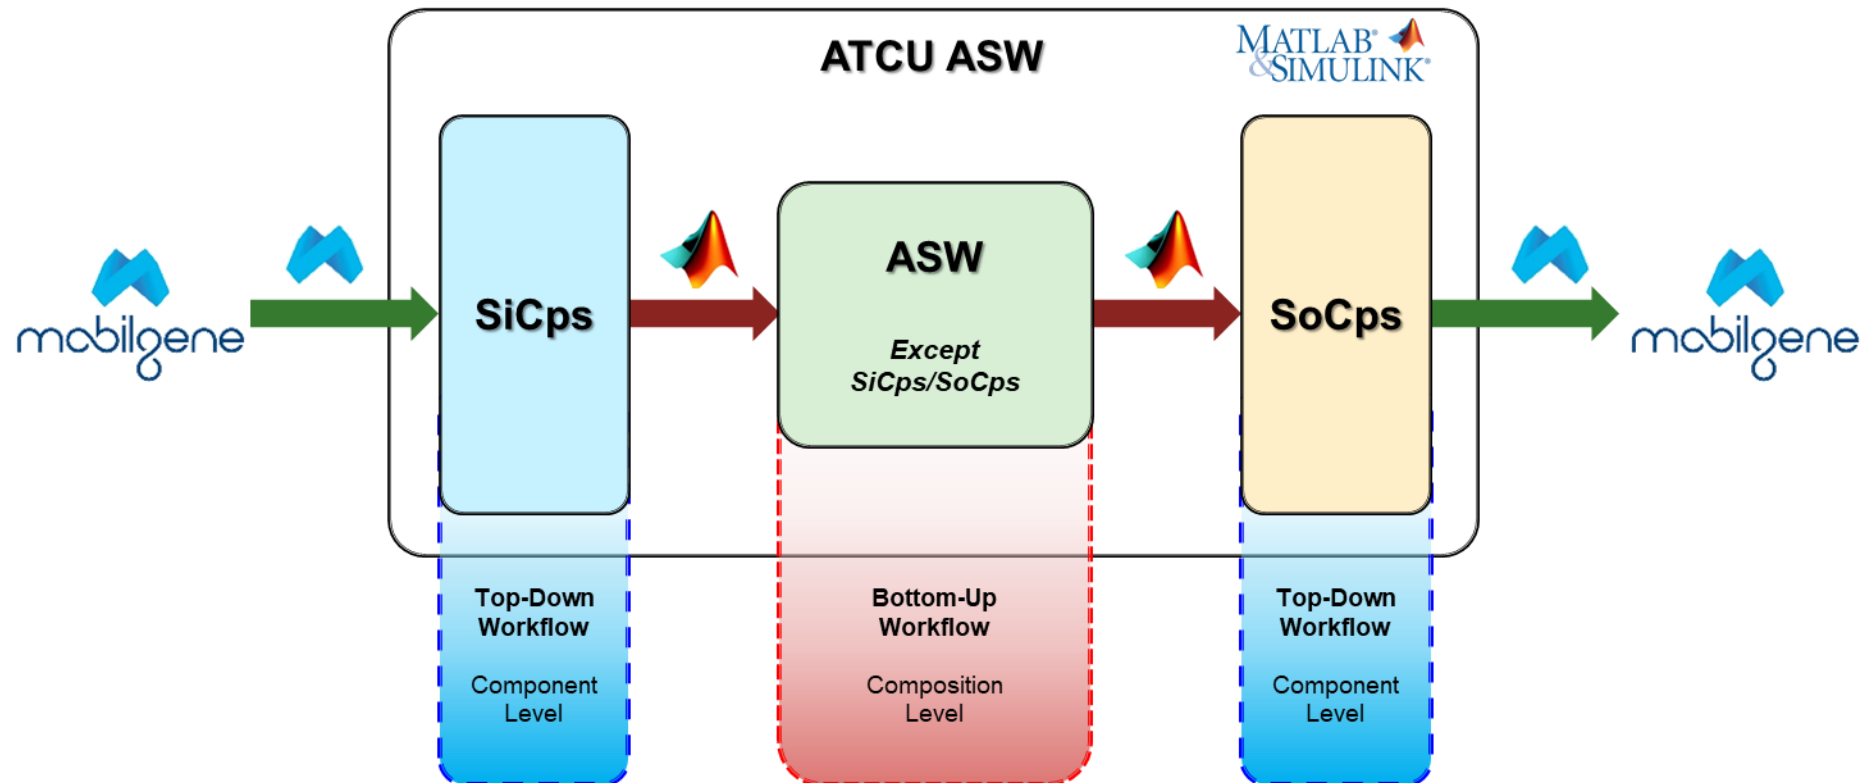 ATCU ASW
MATLAB®
&SIMULINK®
mobilgene
SiCps
ASW
Except
SiCps/SoCps
SoCps
mobilgene
Top-Down
Workflow
Component
Level
Bottom-Up
Workflow
Composition
Level
Top-Down
Workflow
Component
Level